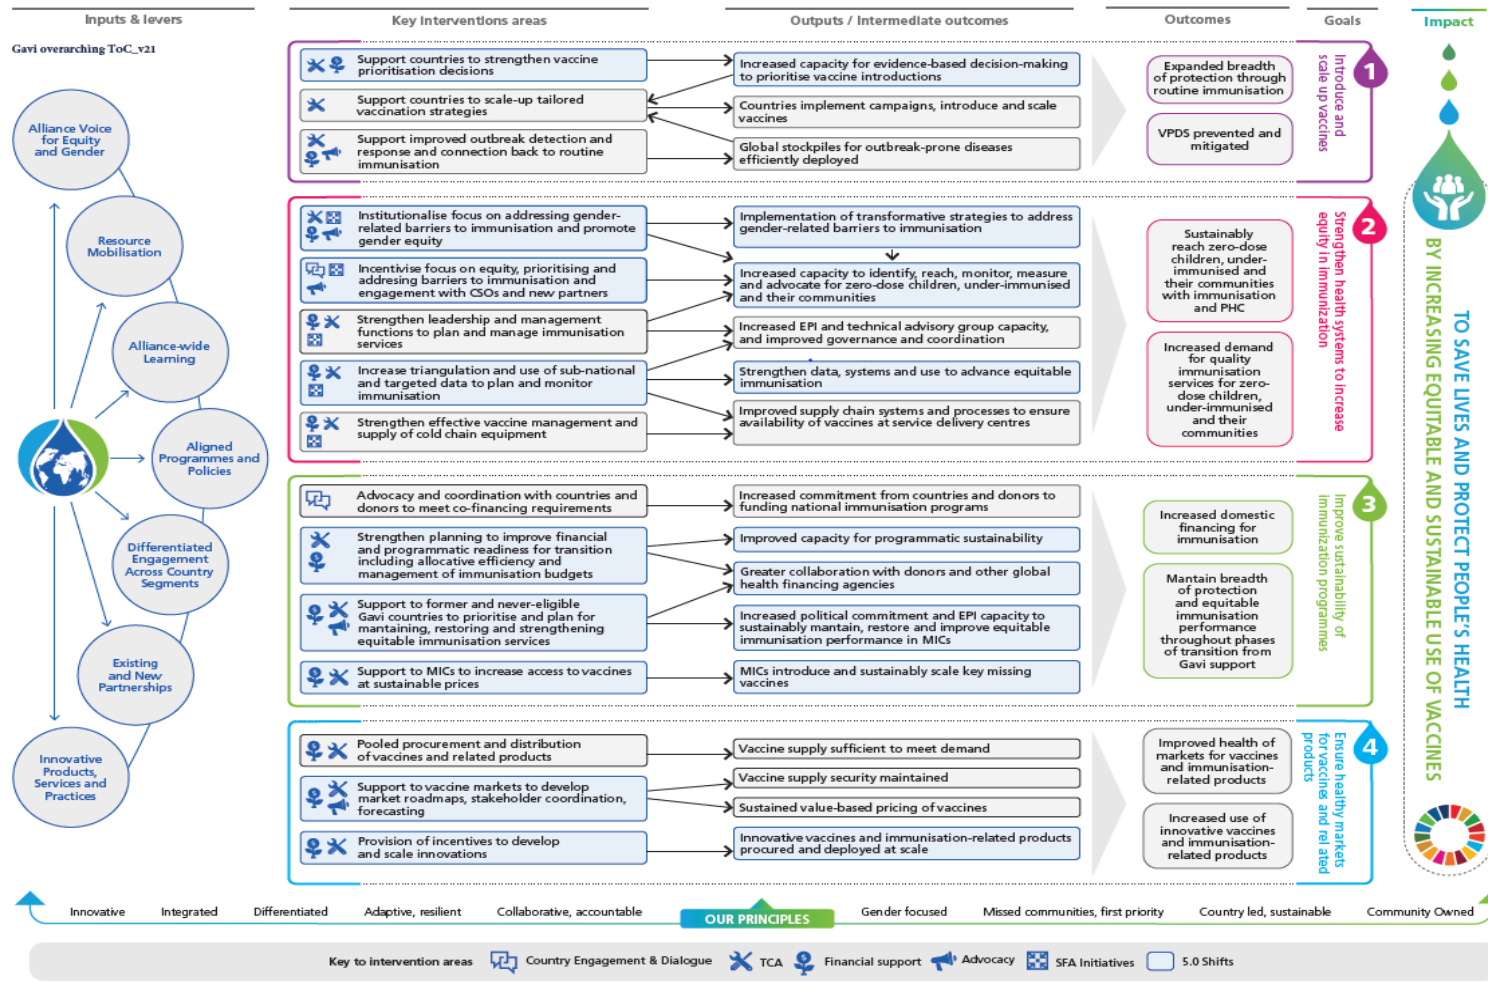 Inputs & levers
Key Interventions areas
Outputs / Intermediate outcomes
Outcomes
Goals
Impact
Gavi overarching ToC_v21
Alliance Voice
for Equity
and Gender
Resource
Mobilisation
Alliance-wide
Learning
Aligned
Programmes and
Policies
Differentiated
Engagement
Across Country
Segments
Existing
and New
Partnerships
Innovative
Products,
Services and
Practices
Support countries to strengthen vaccine
prioritisation decisions
Support countries to scale-up tailored
vaccination strategies
Support improved outbreak detection and
response and connection back to routine
immunisation
Increased capacity for evidence-based decision-making
to prioritise vaccine introductions
Countries implement campaigns, introduce and scale
vaccines
Global stockpiles for outbreak-prone diseases
efficiently deployed
Expanded breadth
of protection through
routine immunisation
VPDS prevented and
mitigated
Introduce and
scale up vaccines
1
Institutionalise focus on addressing gender-
related barriers to immunisation and promote
gender equity
Incentivise focus on equity, prioritising and
addresing barriers to immunisation and
engagement with CSOs and new partners
Strengthen leadership and management
functions to plan and manage immunisation
services
Increase triangulation and use of sub-national
and targeted data to plan and monitor
immunisation
Strengthen effective vaccine management and
supply of cold chain equipment
Implementation of transformative strategies to address
gender-related barriers to immunisation
Increased capacity to identify, reach, monitor, measure
and advocate for zero-dose children, under-immunised
and their communities
Increased EPI and technical advisory group capacity,
and improved governance and coordination
Strengthen data, systems and use to advance equitable
immunisation
Improved supply chain systems and processes to ensure
availability of vaccines at service delivery centres
Sustainably
reach zero-dose
children, under-
immunised and
their communities
with immunisation
and PHC
Increased demand
for quality
immunisation
services for zero-
dose children,
under-immunised
and their
communities
Strengthen health systems to increase
equity in immunization
2
Advocacy and coordination with countries and
donors to meet co-financing requirements
Strengthen planning to improve financial
and programmatic readiness for transition
including allocative efficiency and
management of immunisation budgets
Support to former and never-eligible
Gavi countries to prioritise and plan for
mantaining, restoring and strengthening
equitable immunisation services
Support to MICs to increase access to vaccines
at sustainable prices
Increased commitment from countries and donors to
funding national immunisation programs
Improved capacity for programmatic sustainability
Greater collaboration with donors and other global
health financing agencies
Increased political commitment and EPI capacity to
sustainably mantain, restore and improve equitable
immunisation performance in MICs
MICs introduce and sustainably scale key missing
vaccines
Increased domestic
financing for
immunisation
Mantain breadth
of protection
and equitable
immunisation
performance
throughout phases
of transition from
Gavi support
Improve sustainability of
immunization programmes
3
Pooled procurement and distribution
of vaccines and related products
Support to vaccine markets to develop
market roadmaps, stakeholder coordination,
forecasting
Provision of incentives to develop
and scale innovations
Vaccine supply sufficient to meet demand
Vaccine supply security maintained
Sustained value-based pricing of vaccines
Innovative vaccines and immunisation-related products
procured and deployed at scale
Improved health of
markets for vaccines
and immunisation-
related products
Increased use of
innovative vaccines
and immunisation-
related products
Ensure healthy markets
for vaccines and rel ated
products
4
TO SAVE LIVES AND PROTECT PEOPLE'S HEALTH
BY INCREASING EQUITABLE AND SUSTAINABLE USE OF VACCINES
Innovative
Integrated
Differentiated
Adaptive, resilient
Collaborative, accountable
OUR PRINCIPLES
Gender focused
Missed communities, first priority
Country led, sustainable
Community Owned
Key to intervention areas
Country Engagement & Dialogue
TCA
Financial support
Advocacy
SFA Initiatives
5.0 Shifts